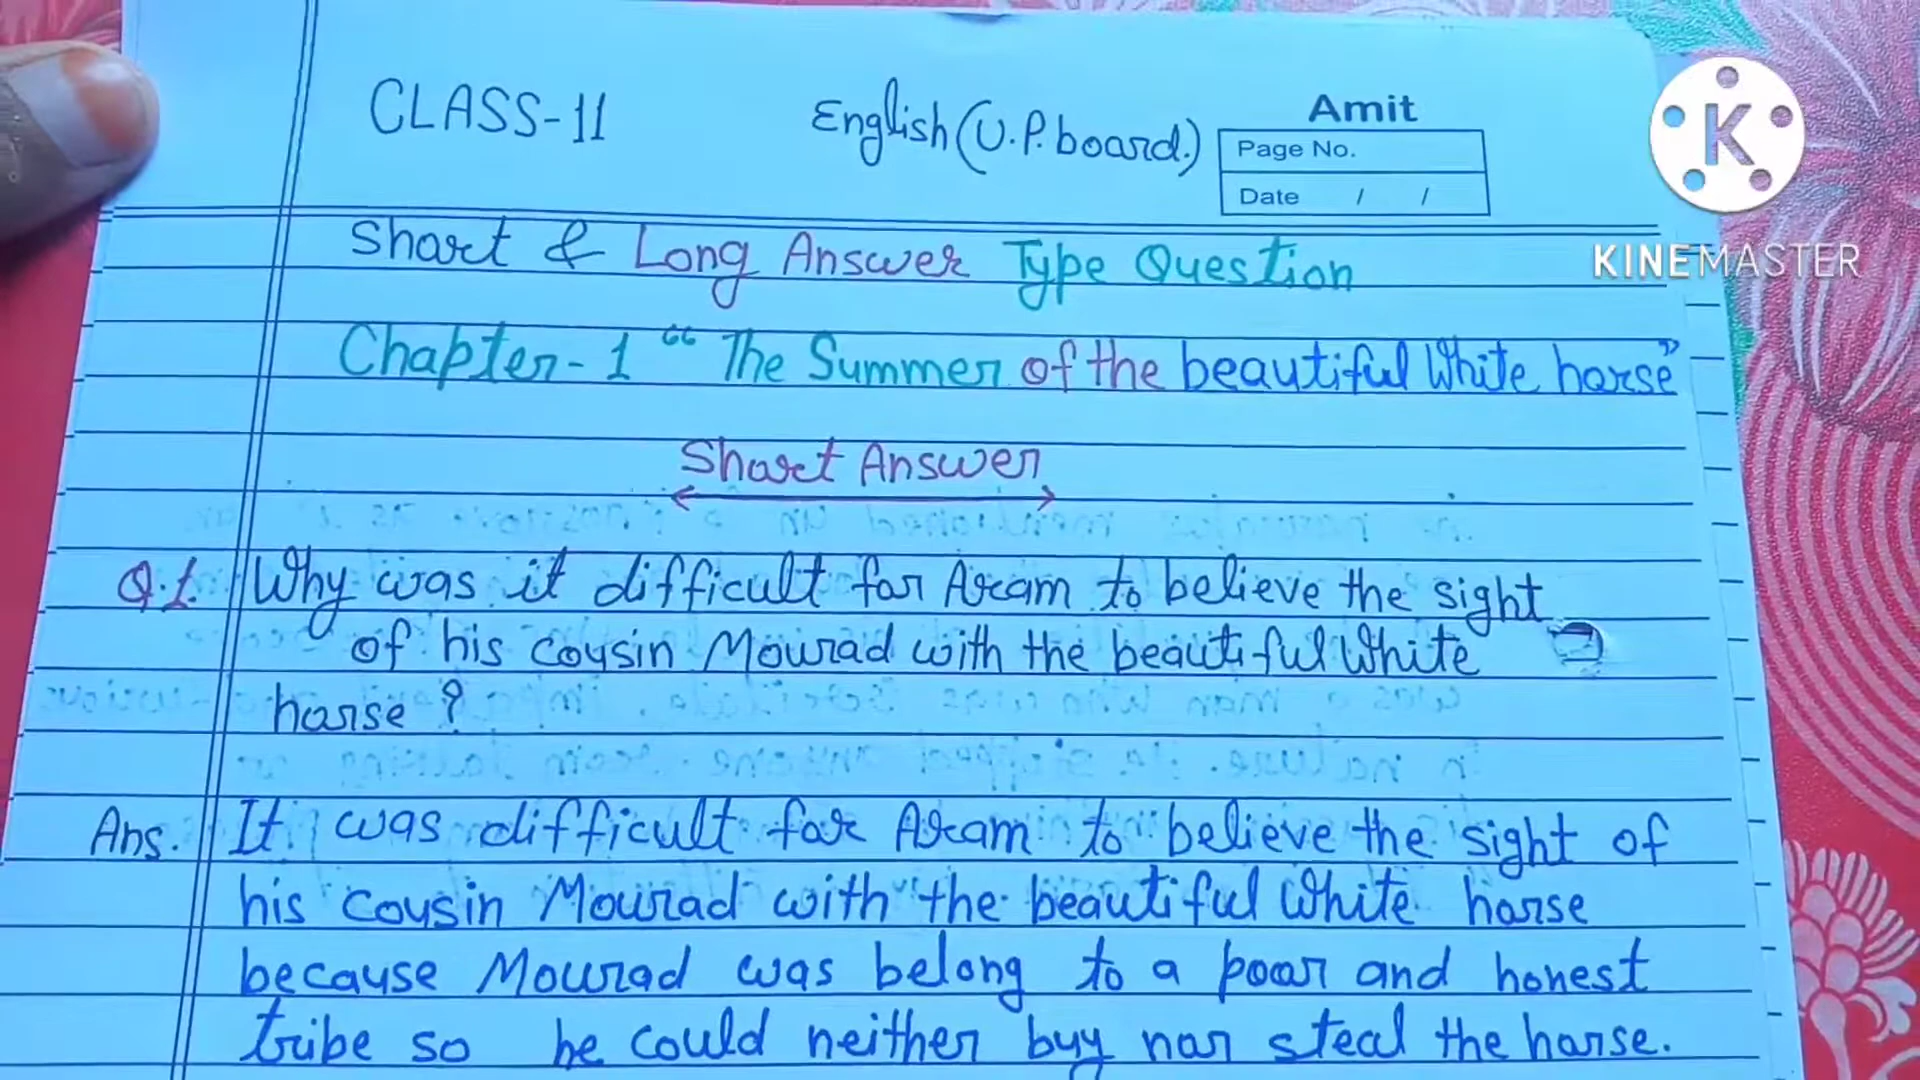 CLASS-11
English (U.P. board.)
Amit
Page No.
Date / /
KINEMASTER
Short & Long Answer Type Question
Chapter-1 "The Summer of the beautiful White horse"
Short Answer
Q.1. Why was it difficult for Aram to believe the sight
of his cousin Mourad with the beautiful White
horse ?
Ans. It was difficult for Aram to believe the sight of
his cousin Mourad with the beautiful White horse
because Mourad was belong to a poor and honest
tribe so he could neither buy nor steal the horse.